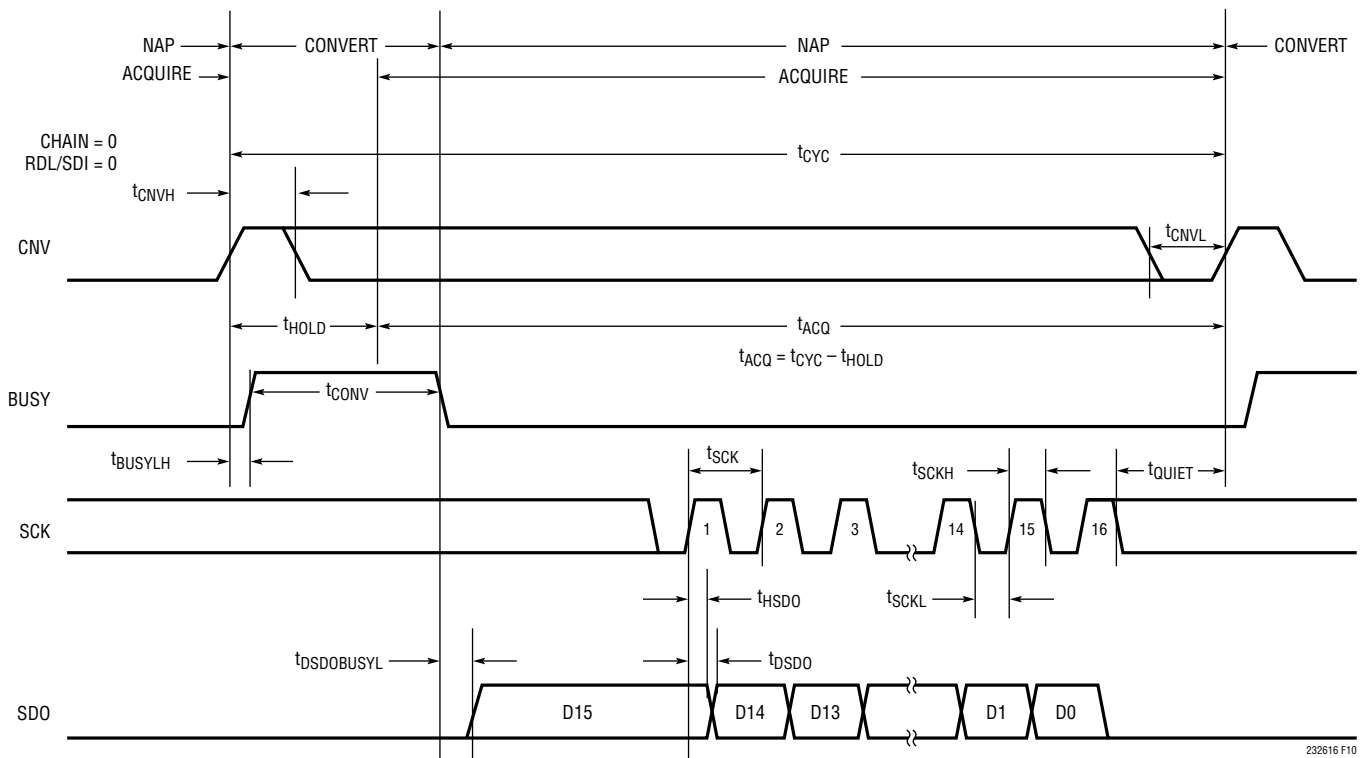 NAP CONVERT NAP CONVERT
ACQUIRE ACQUIRE
CHAIN = 0
RDL/SDI = 0
tCYC
tCNVH
CNV
tCNVL
tHOLD tACQ
tACQ = tCYC – tHOLD
BUSY
tCONV
tBUSYLH
tSCK
tSCKH
tQUIET
SCK
1 2 3 14 15 16
tHSDO
tSCKL
tDSDOBUSYL
tDSDO
SDO
D15 D14 D13 D1 D0
232616 F10